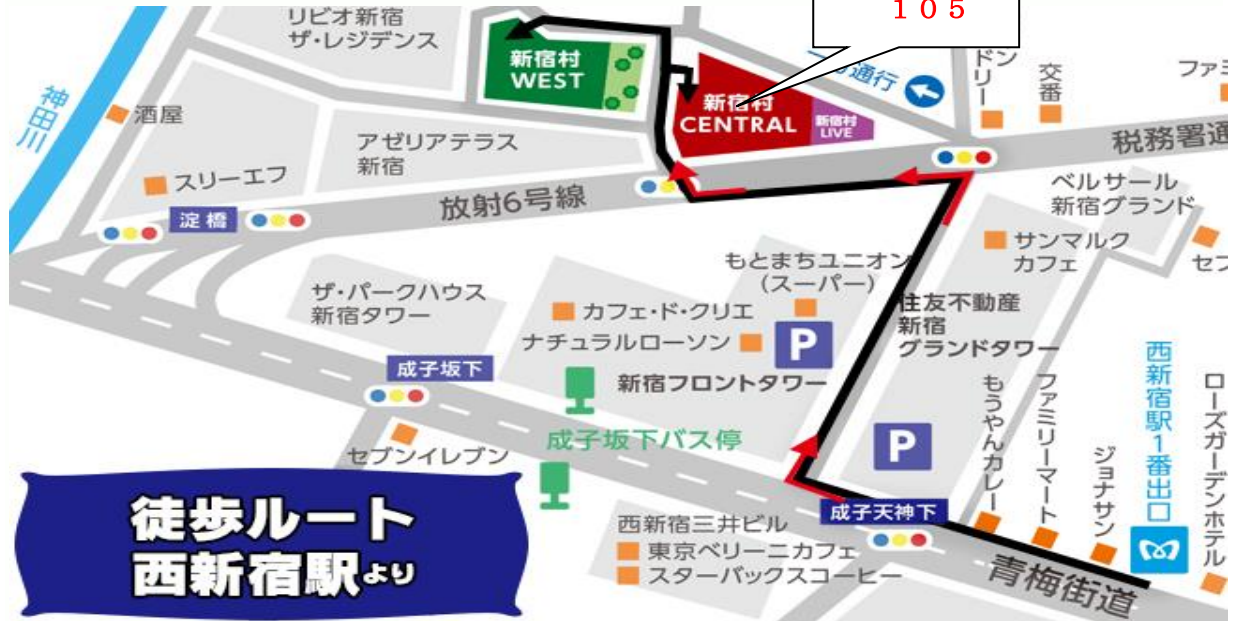 １０５
リビオ新宿
ザ・レジデンス
新宿村
WEST
通行
ドンドリー
交番
ファミ
神田川
酒屋
新宿村
CENTRAL
新宿村
LIVE
税務署通
アゼリアテラス
新宿
スリーエフ
放射6号線
淀橋
ベルサール
新宿グランド
サンマルク
カフェ
セブ
もとまちユニオン
(スーパー)
ザ・パークハウス
新宿タワー
カフェ・ド・クリエ
ナチュラルローソン
P
住友不動産
新宿
グランドタワー
成子坂下
新宿フロントタワー
西新宿駅1番出口
ローズガーデンホテル
もうやんカレー
ファミリーマート
ジョナサン
P
成子坂下バス停
セブンイレブン
成子天神下
西新宿三井ビル
東京ベリーニカフェ
スターバックスコーヒー
青梅街道
徒歩ルート
西新宿駅より